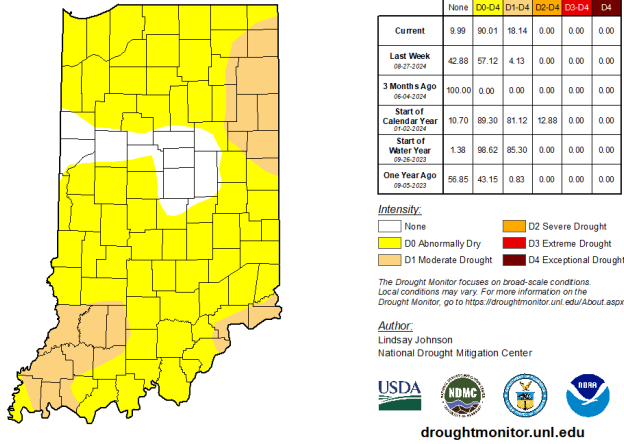 None D0-D4 D1-D4 D2-D4 D3-D4 D4
Current 9.99 90.01 18.14 0.00 0.00 0.00
Last Week
08-27-2024 42.88 57.12 4.13 0.00 0.00 0.00
3 Months Ago
06-04-2024 100.00 0.00 0.00 0.00 0.00 0.00
Start of
Calendar Year
01-02-2024 10.70 89.30 81.12 12.88 0.00 0.00
Start of
Water Year
09-26-2023 1.38 98.62 85.30 0.00 0.00 0.00
One Year Ago
09-05-2023 56.85 43.15 0.83 0.00 0.00 0.00
Intensity:
None
D0 Abnormally Dry
D1 Moderate Drought
D2 Severe Drought
D3 Extreme Drought
D4 Exceptional Drought
The Drought Monitor focuses on broad-scale conditions.
Local conditions may vary. For more information on the
Drought Monitor, go to https://droughtmonitor.unl.edu/About.aspx
Author:
Lindsay Johnson
National Drought Mitigation Center
USDA
NDMC
NOAA
droughtmonitor.unl.edu